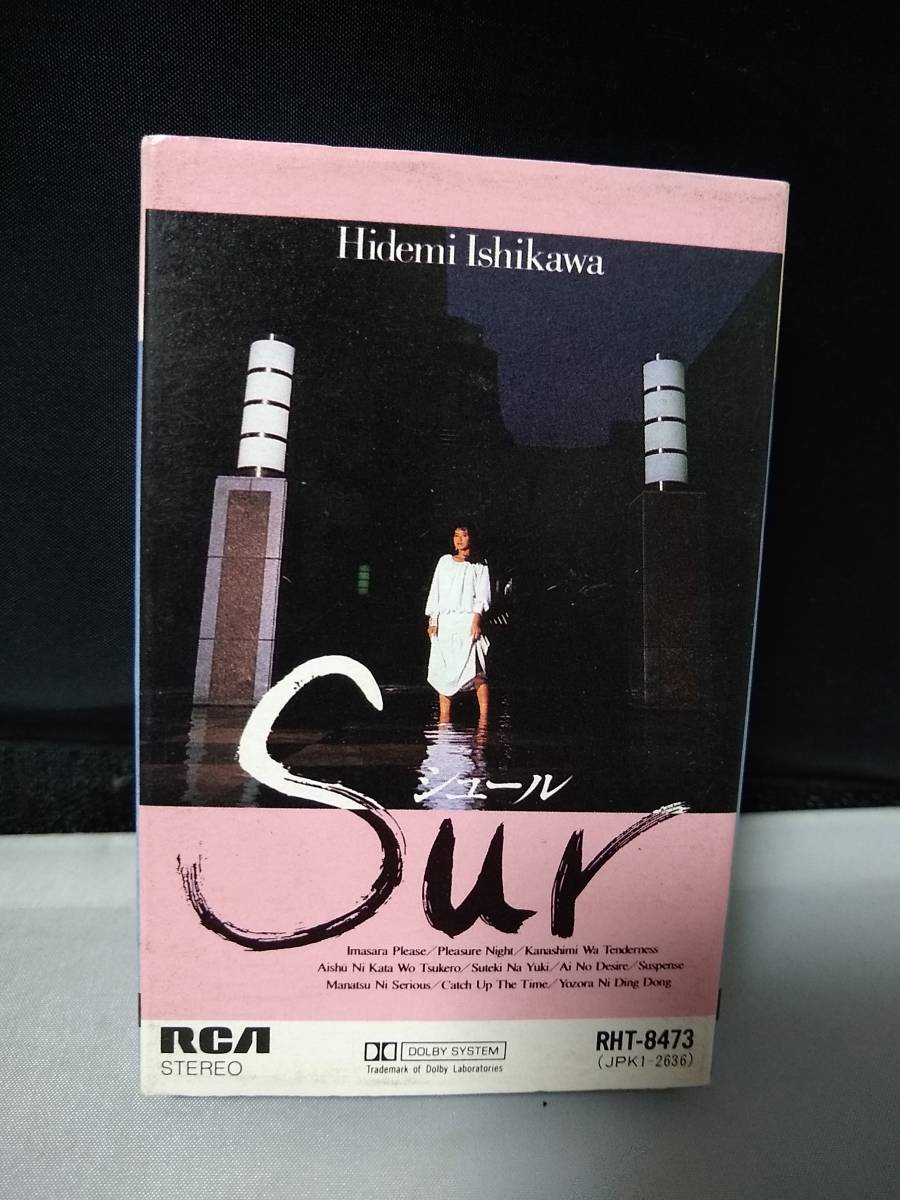 Hidemi Ishikawa
シュール
Sur
Imasara Please/Pleasure Night/Kanashimi Wa Tenderness
Aishū Ni Kata Wo Tsukero/Suteki Na Yuki/Ai No Desire/Suspense
Manatsu Ni Serious/Catch Up The Time/Yozora Ni Ding Dong
RCA
STEREO
DOLBY SYSTEM
Trademark of Dolby Laboratories
RHT-8473
(JPK1-2636)